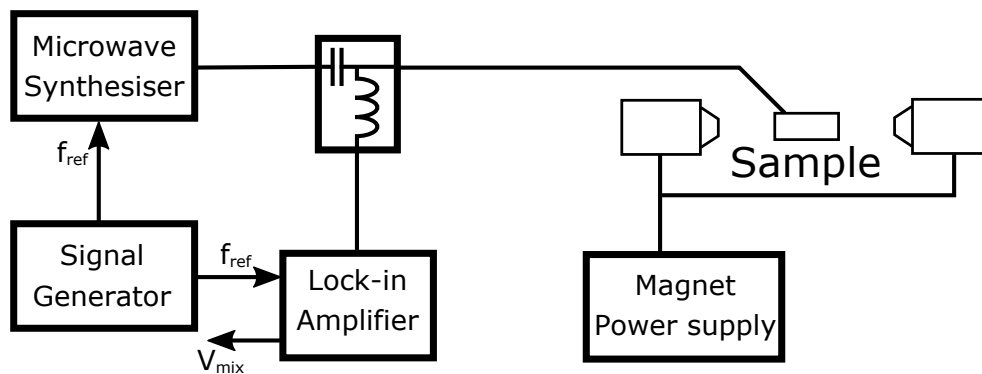 Microwave
Synthesiser
f_ref
Signal
Generator
f_ref
Lock-in
Amplifier
V_mix
Sample
Magnet
Power supply